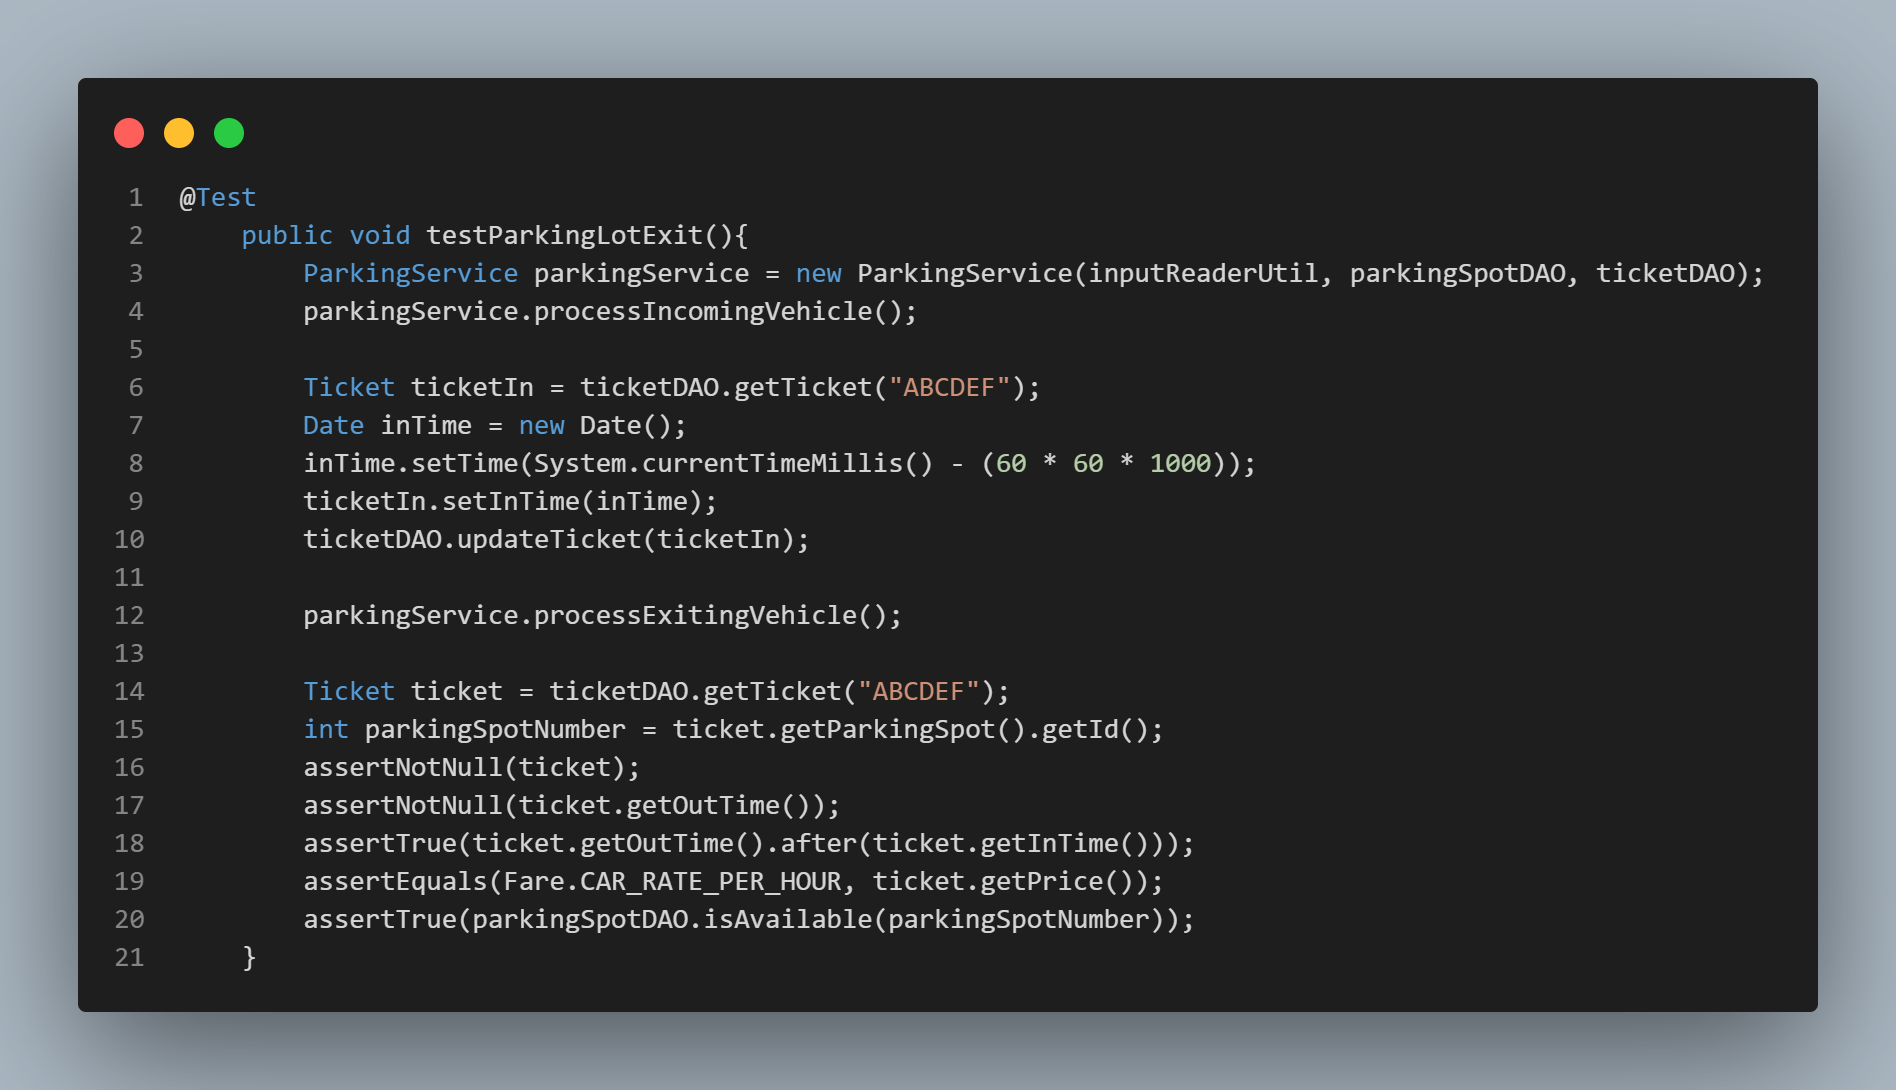 1 @Test
2     public void testParkingLotExit(){
3         ParkingService parkingService = new ParkingService(inputReaderUtil, parkingSpotDAO, ticketDAO);
4         parkingService.processIncomingVehicle();
5
6         Ticket ticketIn = ticketDAO.getTicket("ABCDEF");
7         Date inTime = new Date();
8         inTime.setTime(System.currentTimeMillis() - (60 * 60 * 1000));
9         ticketIn.setInTime(inTime);
10         ticketDAO.updateTicket(ticketIn);
11
12         parkingService.processExitingVehicle();
13
14         Ticket ticket = ticketDAO.getTicket("ABCDEF");
15         int parkingSpotNumber = ticket.getParkingSpot().getId();
16         assertNotNull(ticket);
17         assertNotNull(ticket.getOutTime());
18         assertTrue(ticket.getOutTime().after(ticket.getInTime()));
19         assertEquals(Fare.CAR_RATE_PER_HOUR, ticket.getPrice());
20         assertTrue(parkingSpotDAO.isAvailable(parkingSpotNumber));
21     }